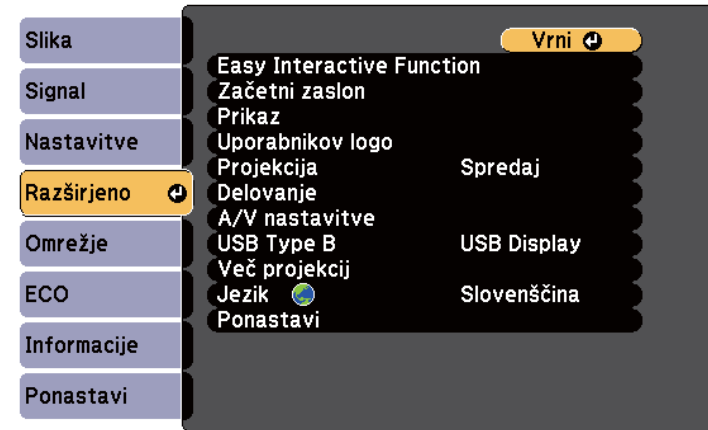 Slika
Signal
Nastavitve
Razširjeno
Omrežje
ECO
Informacije
Ponastavi
Vrni
Easy Interactive Function
Začetni zaslon
Prikaz
Uporabnikov logo
Projekcija Spredaj
Delovanje
A/V nastavitve
USB Type B USB Display
Več projekcij
Jezik Slovenščina
Ponastavi